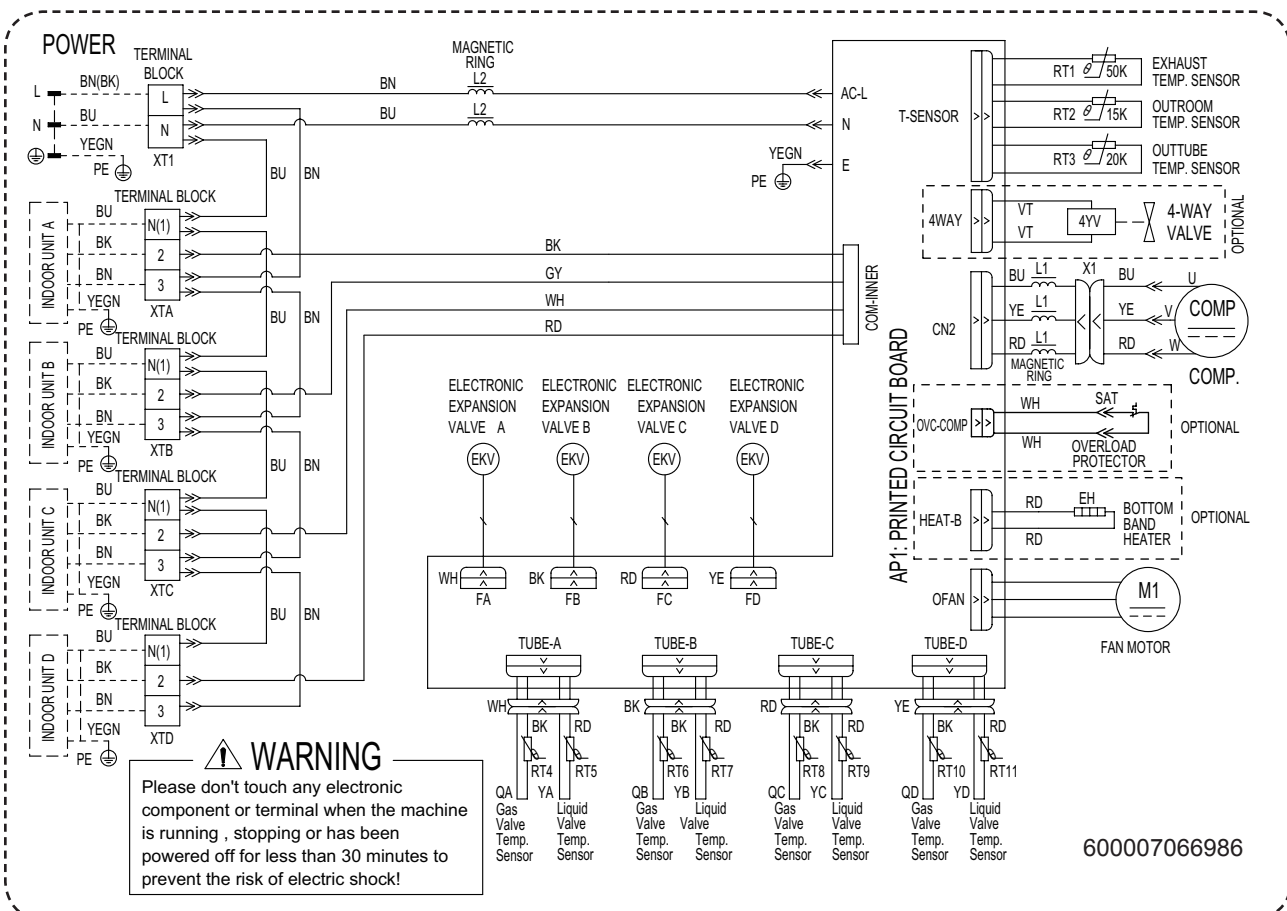 POWER
TERMINAL
BLOCK
MAGNETIC
RING
L
BN(BK)
L
BN
L2
AC-L
N
BU
N
BU
L2
N
YEGN
PE
XT1
YEGN
PE
E
BU
BN
INDOOR UNIT A
TERMINAL BLOCK
BU
N(1)
BK
2
BN
3
YEGN
PE
XTA
BU
BN
BK
GY
WH
RD
COM-INNER
INDOOR UNIT B
TERMINAL BLOCK
BU
N(1)
BK
2
BN
3
YEGN
PE
XTB
BU
BN
INDOOR UNIT C
TERMINAL BLOCK
BU
N(1)
BK
2
BN
3
YEGN
PE
XTC
BU
BN
INDOOR UNIT D
TERMINAL BLOCK
BU
N(1)
BK
2
BN
3
YEGN
PE
XTD
ELECTRONIC
EXPANSION
VALVE A
EKV
WH
FA
ELECTRONIC
EXPANSION
VALVE B
EKV
BK
FB
ELECTRONIC
EXPANSION
VALVE C
EKV
RD
FC
ELECTRONIC
EXPANSION
VALVE D
EKV
YE
FD
AP1: PRINTED CIRCUIT BOARD
T-SENSOR
RT1 θ 50K
EXHAUST
TEMP. SENSOR
RT2 θ 15K
OUTROOM
TEMP. SENSOR
RT3 θ 20K
OUTTUBE
TEMP. SENSOR
4WAY
VT
VT
4YV
4-WAY
VALVE
OPTIONAL
CN2
BU
L1
X1
BU
U
YE
L1
YE
V
RD
L1
RD
W
MAGNETIC
RING
COMP
COMP.
OVC-COMP
WH
SAT
WH
OVERLOAD
PROTECTOR
OPTIONAL
HEAT-B
RD
EH
RD
BOTTOM
BAND
HEATER
OPTIONAL
OFAN
M1
FAN MOTOR
TUBE-A
WH
BK
RD
RT4
RT5
QA
YA
Gas
Valve
Temp.
Sensor
Liquid
Valve
Temp.
Sensor
TUBE-B
BK
BK
RD
RT6
RT7
QB
YB
Gas
Valve
Temp.
Sensor
Liquid
Valve
Temp.
Sensor
TUBE-C
RD
BK
RD
RT8
RT9
QC
YC
Gas
Valve
Temp.
Sensor
Liquid
Valve
Temp.
Sensor
TUBE-D
YE
BK
RD
RT10
RT11
QD
YD
Gas
Valve
Temp.
Sensor
Liquid
Valve
Temp.
Sensor
WARNING
Please don't touch any electronic
component or terminal when the machine
is running , stopping or has been
powered off for less than 30 minutes to
prevent the risk of electric shock!
600007066986